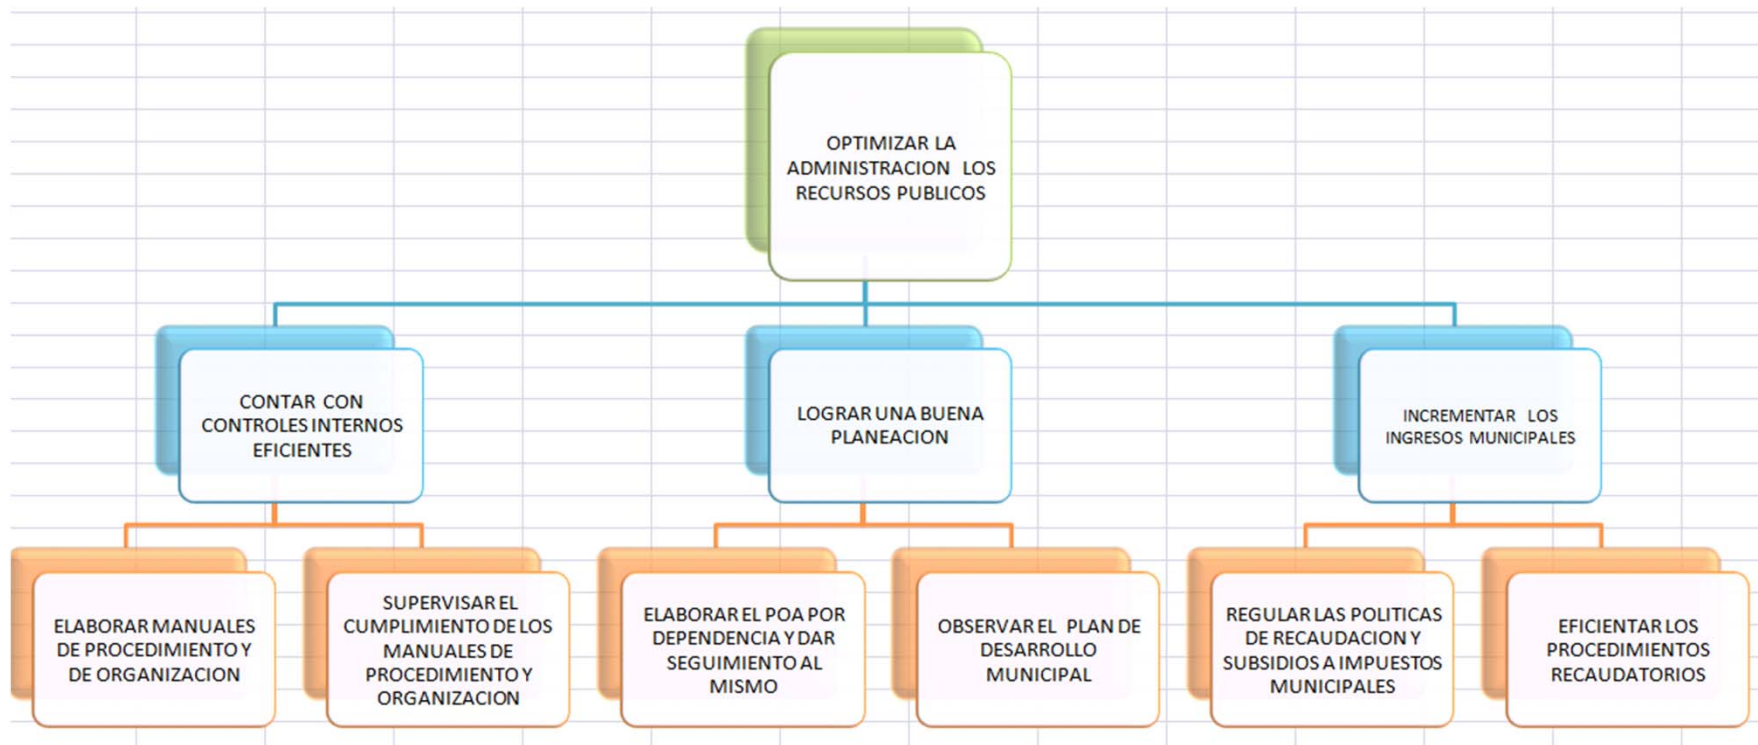 OPTIMIZAR LA
ADMINISTRACION LOS
RECURSOS PUBLICOS
CONTAR CON
CONTROLES INTERNOS
EFICIENTES
LOGRAR UNA BUENA
PLANEACION
INCREMENTAR LOS
INGRESOS MUNICIPALES
ELABORAR MANUALES
DE PROCEDIMIENTO Y
DE ORGANIZACION
SUPERVISAR EL
CUMPLIMIENTO DE LOS
MANUALES DE
PROCEDIMIENTO Y
ORGANIZACION
ELABORAR EL POA POR
DEPENDENCIA Y DAR
SEGUIMIENTO AL
MISMO
OBSERVAR EL PLAN DE
DESARROLLO
MUNICIPAL
REGULAR LAS POLITICAS
DE RECAUDACION Y
SUBSIDIOS A IMPUESTOS
MUNICIPALES
EFICIENTAR LOS
PROCEDIMIENTOS
RECAUDATORIOS